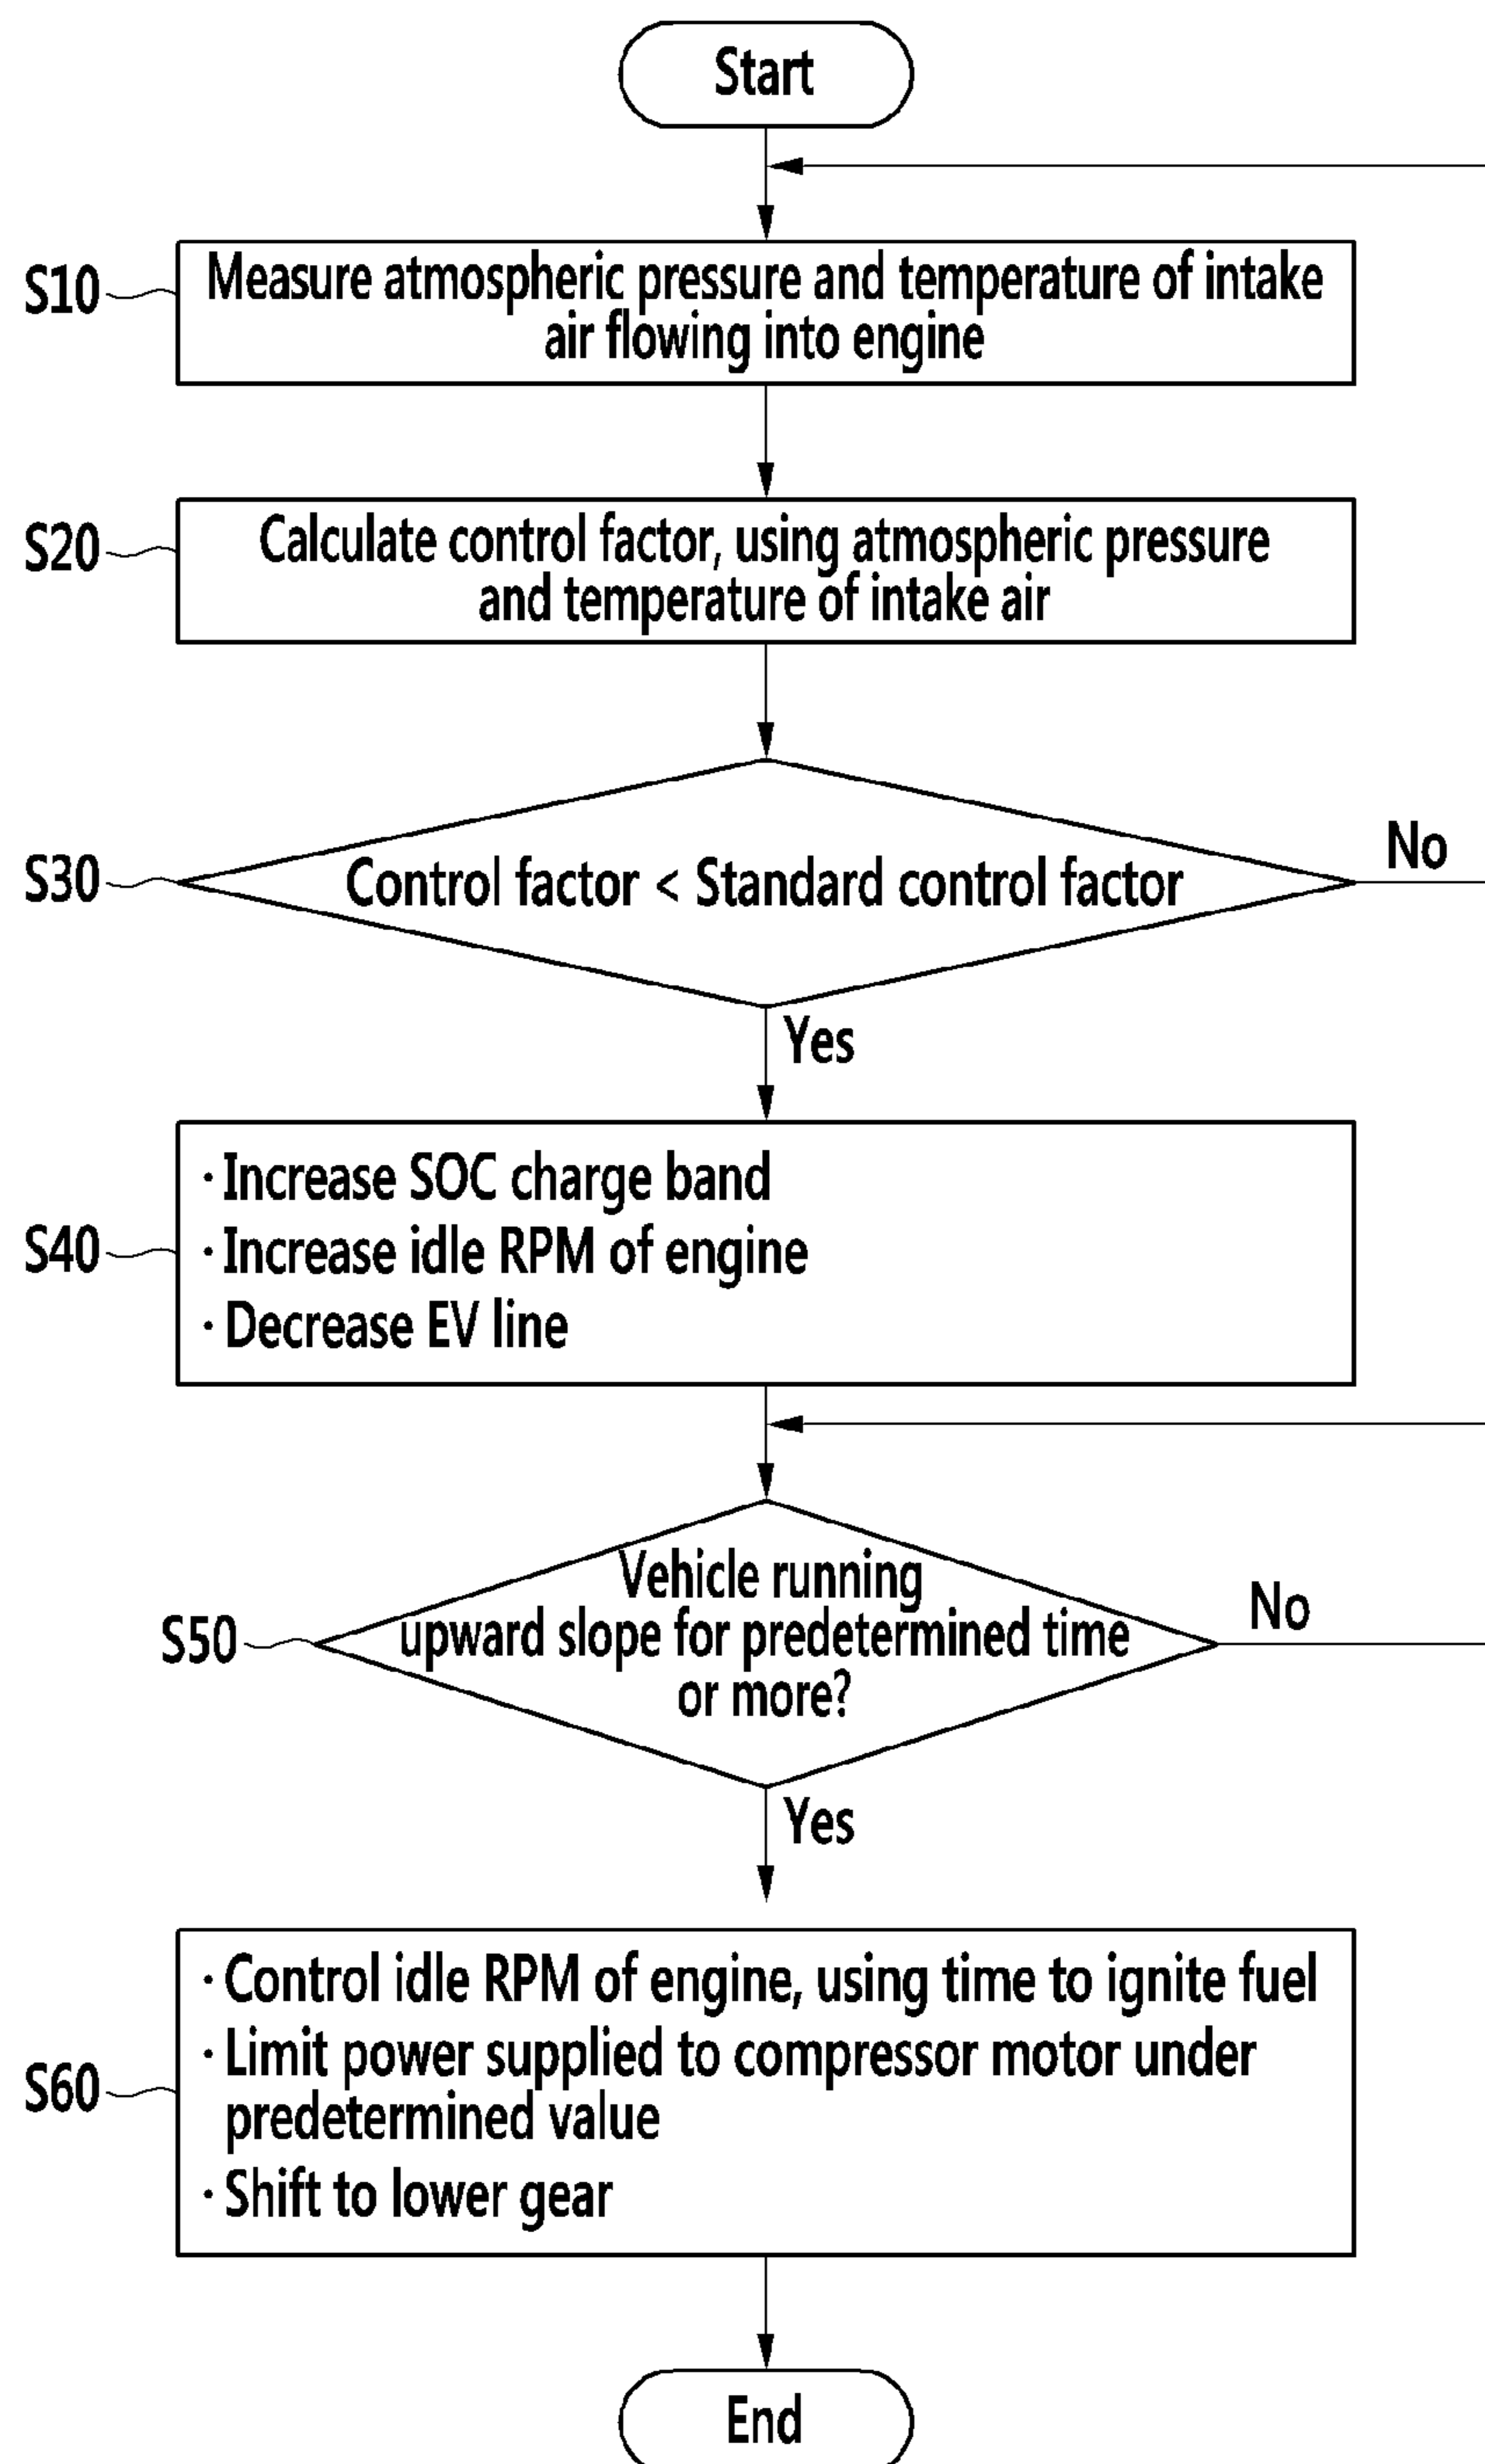 Start
S10
Measure atmospheric pressure and temperature of intake
air flowing into engine
S20
Calculate control factor, using atmospheric pressure
and temperature of intake air
S30
Control factor < Standard control factor
No
Yes
S40
· Increase SOC charge band
· Increase idle RPM of engine
· Decrease EV line
S50
Vehicle running
upward slope for predetermined time
or more?
No
Yes
S60
· Control idle RPM of engine, using time to ignite fuel
· Limit power supplied to compressor motor under
predetermined value
· Shift to lower gear
End